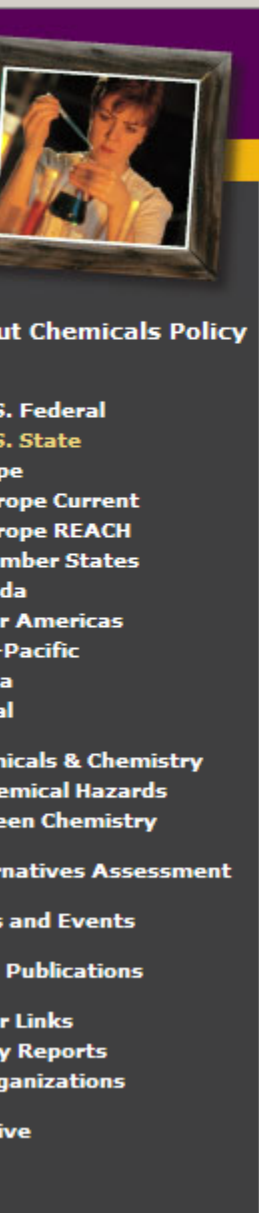 ut Chemicals Policy
S. Federal
S. State
pe
rope Current
rope REACH
mber States
da
r Americas
-Pacific
a
al
micals & Chemistry
emical Hazards
een Chemistry
rnatives Assessment
s and Events
Publications
r Links
y Reports
ganizations
ive